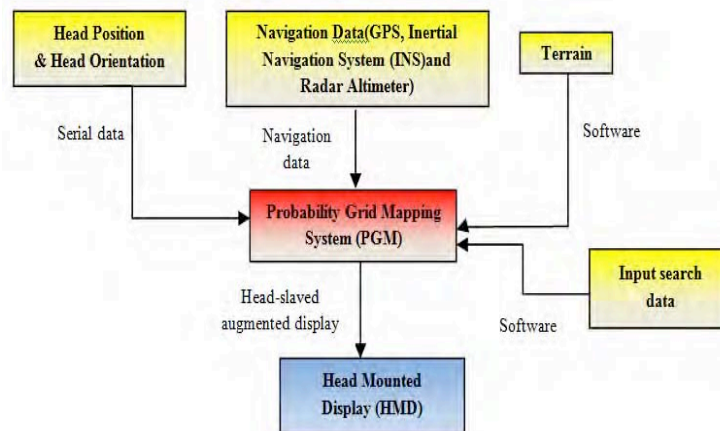 Head Position
& Head Orientation
Navigation Data(GPS, Inertial
Navigation System (INS)and
Radar Altimeter)
Terrain
Serial data
Navigation
data
Software
Probability Grid Mapping
System (PGM)
Input search
data
Head-slaved
augmented display
Software
Head Mounted
Display (HMD)